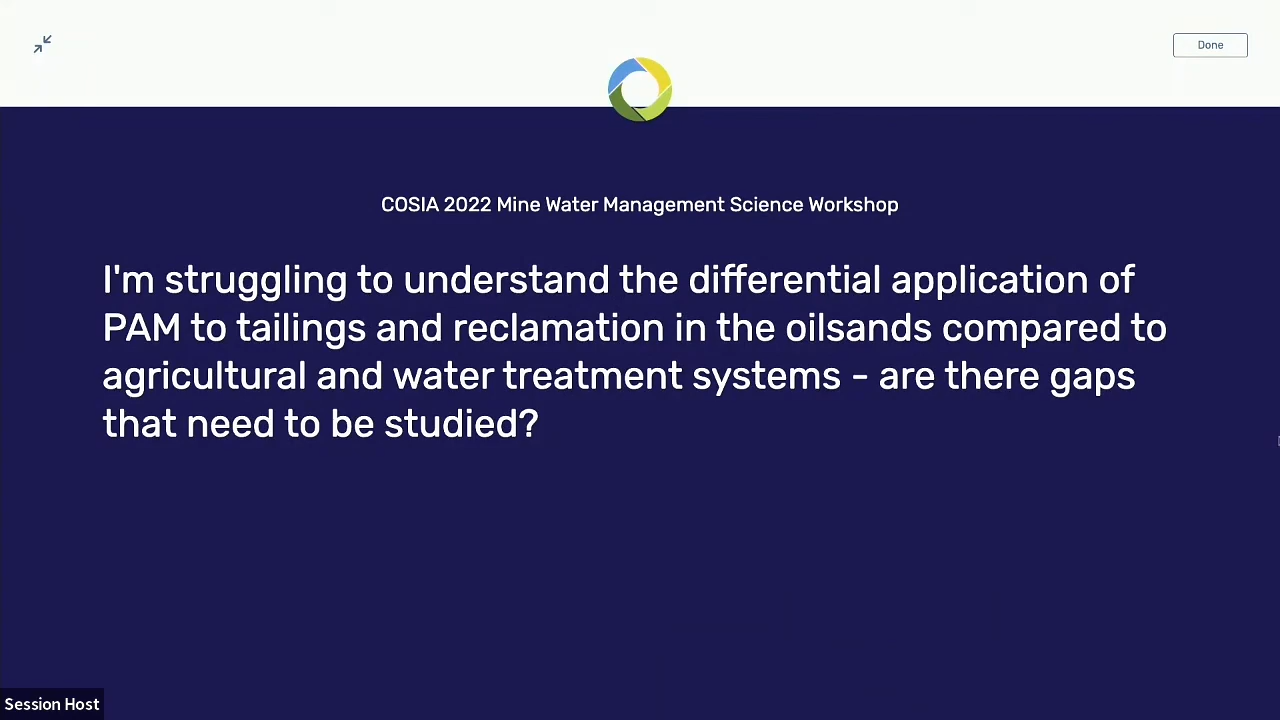 Done
COSIA 2022 Mine Water Management Science Workshop
I'm struggling to understand the differential application of
PAM to tailings and reclamation in the oilsands compared to
agricultural and water treatment systems - are there gaps
that need to be studied?
Session Host